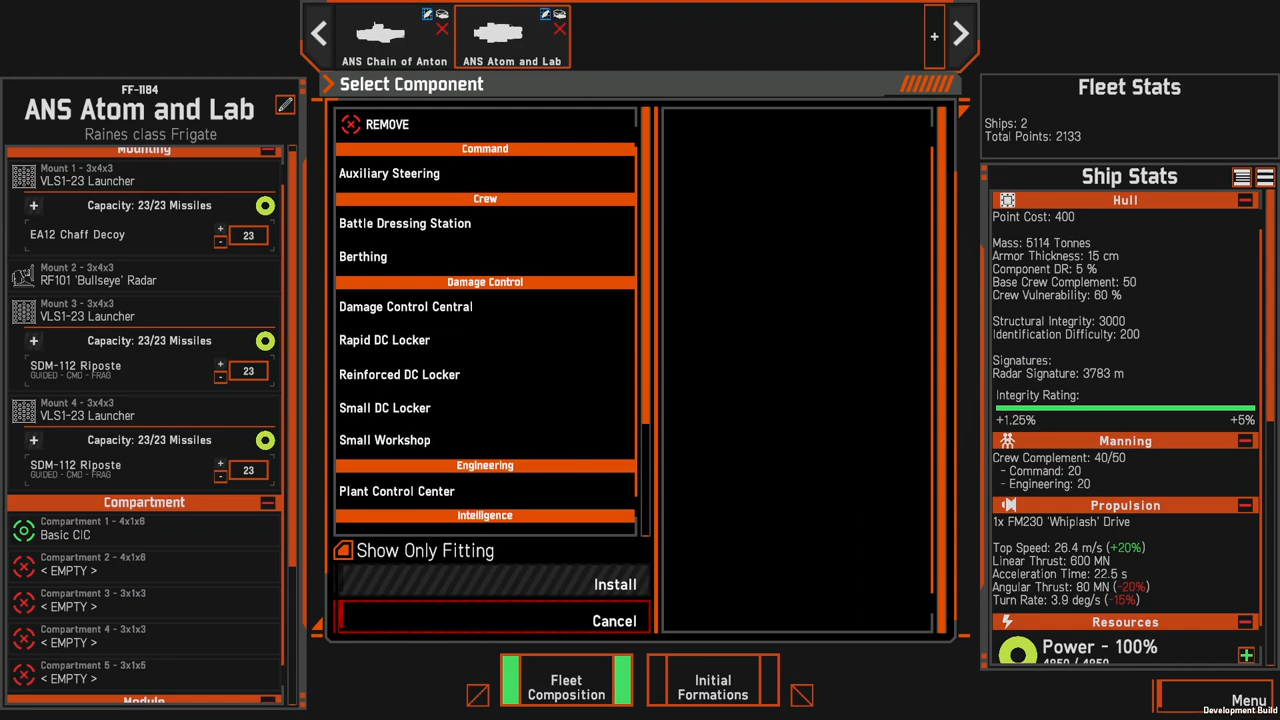 ANS Chain of Anton
ANS Atom and Lab
+
FF-1184
ANS Atom and Lab
Raines class Frigate
Mounting
Mount 1 - 3x4x3
VLS1-23 Launcher
+ Capacity: 23/23 Missiles
EA12 Chaff Decoy
+
-
23
Mount 2 - 3x4x3
RF101 'Bullseye' Radar
Mount 3 - 3x4x3
VLS1-23 Launcher
+ Capacity: 23/23 Missiles
SDM-112 Riposte
GUIDED - CMD - FRAG
+
-
23
Mount 4 - 3x4x3
VLS1-23 Launcher
+ Capacity: 23/23 Missiles
SDM-112 Riposte
GUIDED - CMD - FRAG
+
-
23
Compartment
Compartment 1 - 4x1x6
Basic CIC
Compartment 2 - 4x1x6
< EMPTY >
Compartment 3 - 3x1x3
< EMPTY >
Compartment 4 - 3x1x3
< EMPTY >
Compartment 5 - 3x1x5
< EMPTY >
Module
Select Component
REMOVE
Command
Auxiliary Steering
Crew
Battle Dressing Station
Berthing
Damage Control
Damage Control Central
Rapid DC Locker
Reinforced DC Locker
Small DC Locker
Small Workshop
Engineering
Plant Control Center
Intelligence
Show Only Fitting
Install
Cancel
Fleet
Composition
Initial
Formations
Fleet Stats
Ships: 2
Total Points: 2133
Ship Stats
Hull
Point Cost: 400
Mass: 5114 Tonnes
Armor Thickness: 15 cm
Component DR: 5 %
Base Crew Complement: 50
Crew Vulnerability: 60 %
Structural Integrity: 3000
Identification Difficulty: 200
Signatures:
Radar Signature: 3783 m
Integrity Rating:
+1.25% +5%
Manning
Crew Complement: 40/50
- Command: 20
- Engineering: 20
Propulsion
1x FM230 'Whiplash' Drive
Top Speed: 26.4 m/s (+20%)
Linear Thrust: 600 MN
Acceleration Time: 22.5 s
Angular Thrust: 80 MN (-20%)
Turn Rate: 3.9 deg/s (-15%)
Resources
Power - 100%
4850 / 4850
Menu
Development Build